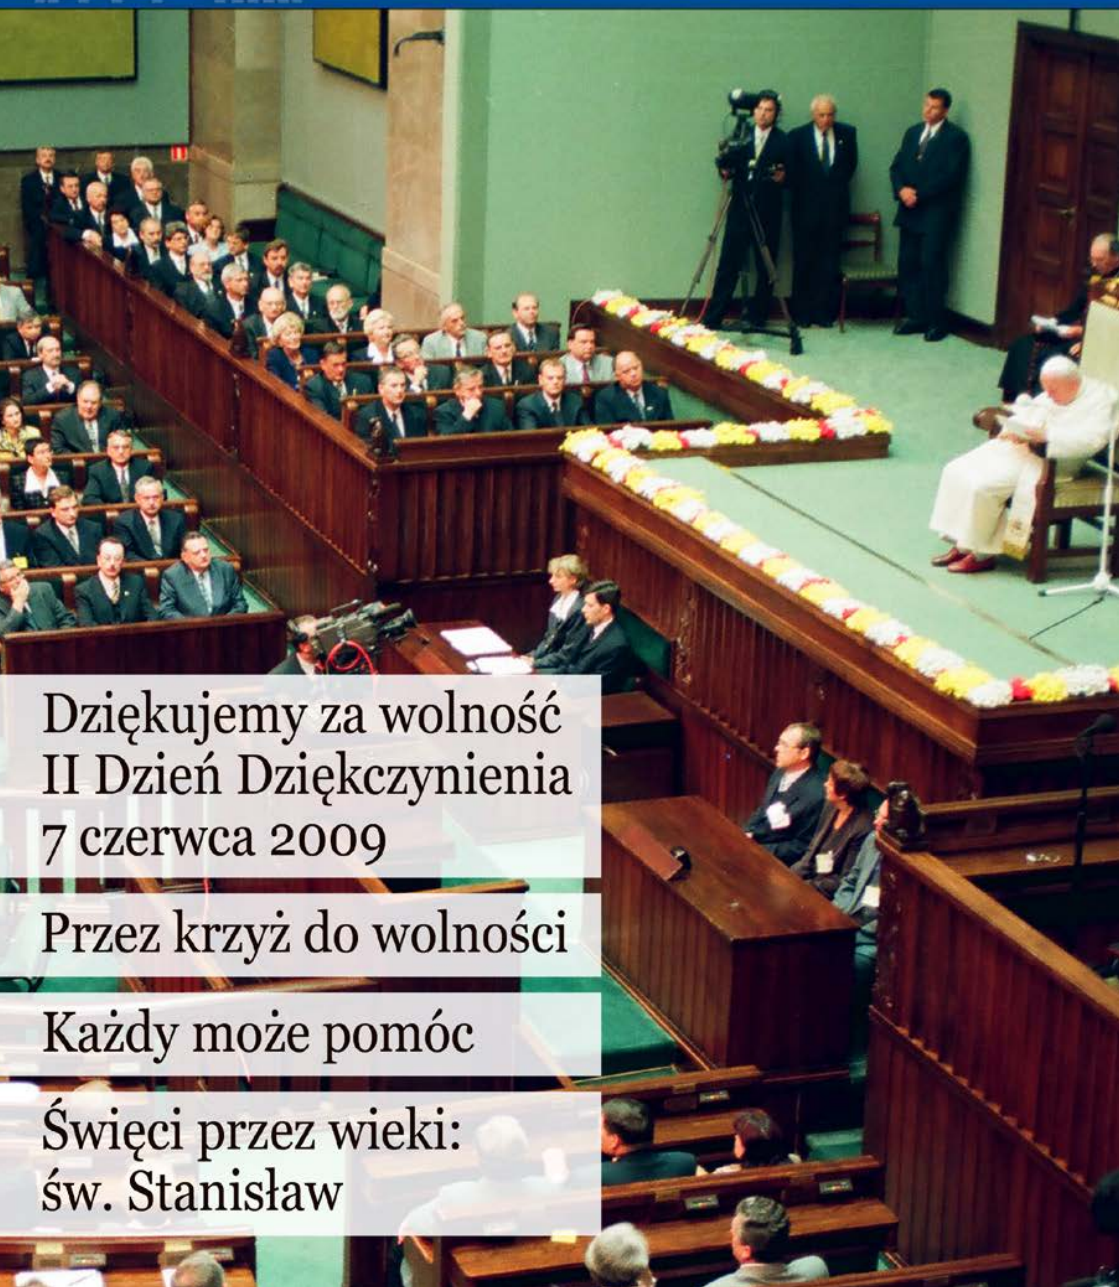 Dziękujemy za wolność
II Dzień Dziękczynienia
7 czerwca 2009
Przez krzyż do wolności
Każdy może pomóc
Święci przez wieki:
św. Stanisław